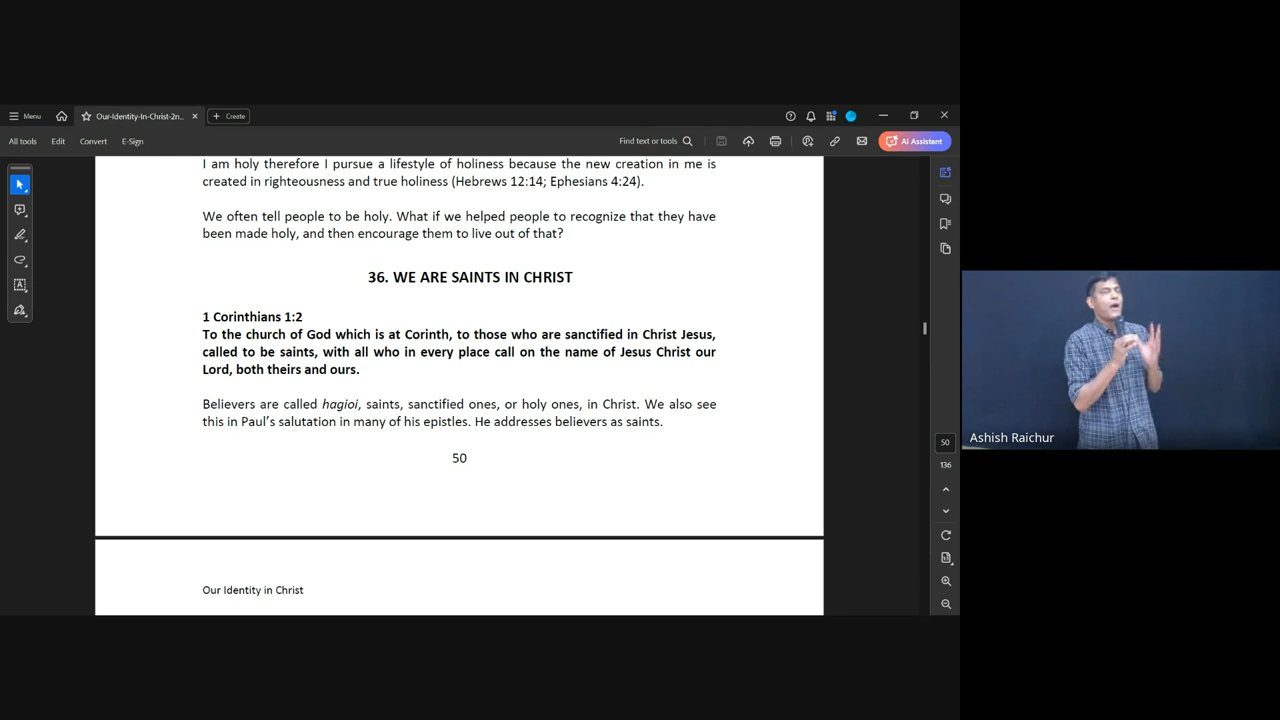 Menu
Our-Identity-In-Christ-2n...
Create
All tools
Edit
Convert
E-Sign
Find text or tools
AI Assistant
I am holy therefore I pursue a lifestyle of holiness because the new creation in me is
created in righteousness and true holiness (Hebrews 12:14; Ephesians 4:24).
We often tell people to be holy. What if we helped people to recognize that they have
been made holy, and then encourage them to live out of that?
36. WE ARE SAINTS IN CHRIST
1 Corinthians 1:2
To the church of God which is at Corinth, to those who are sanctified in Christ Jesus,
called to be saints, with all who in every place call on the name of Jesus Christ our
Lord, both theirs and ours.
Believers are called hagioi, saints, sanctified ones, or holy ones, in Christ. We also see
this in Paul's salutation in many of his epistles. He addresses believers as saints.
50
Our Identity in Christ
50
136
Ashish Raichur